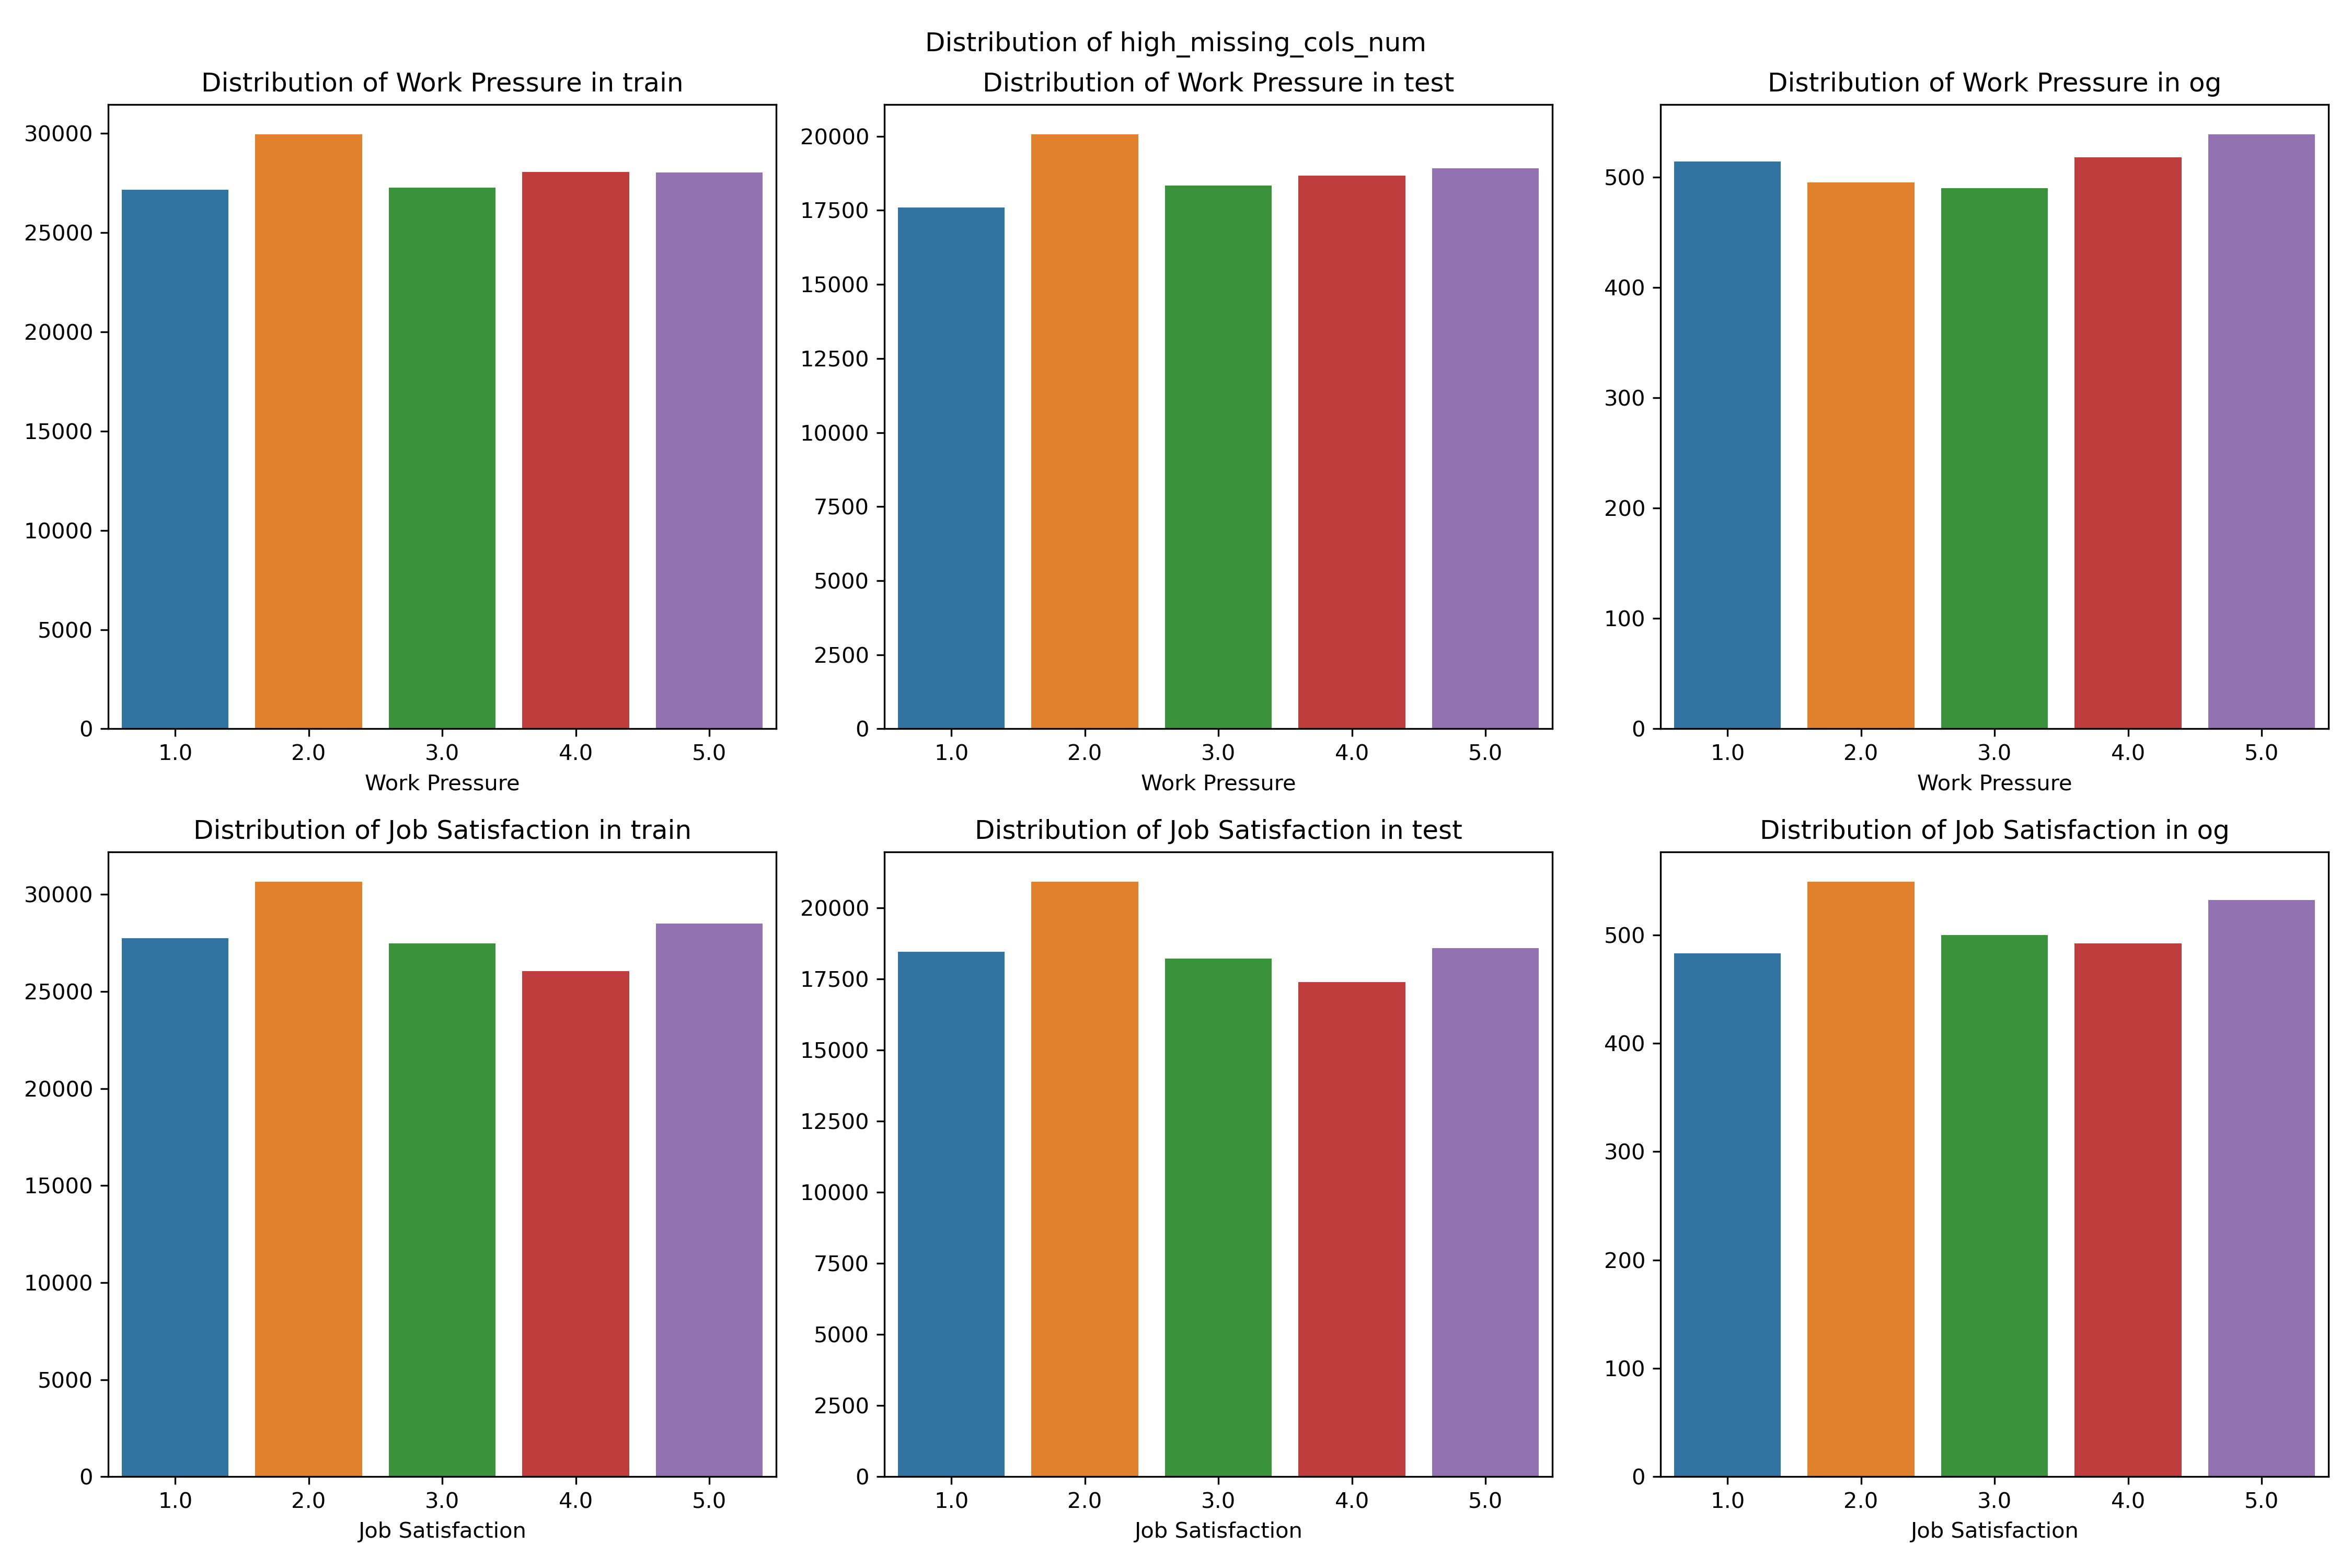 Distribution of high_missing_cols_num
Distribution of Work Pressure in train
30000
25000
20000
15000
10000
5000
0
1.0 2.0 3.0 4.0 5.0
Work Pressure
Distribution of Work Pressure in test
20000
17500
15000
12500
10000
7500
5000
2500
0
1.0 2.0 3.0 4.0 5.0
Work Pressure
Distribution of Work Pressure in og
500
400
300
200
100
0
1.0 2.0 3.0 4.0 5.0
Work Pressure
Distribution of Job Satisfaction in train
30000
25000
20000
15000
10000
5000
0
1.0 2.0 3.0 4.0 5.0
Job Satisfaction
Distribution of Job Satisfaction in test
20000
17500
15000
12500
10000
7500
5000
2500
0
1.0 2.0 3.0 4.0 5.0
Job Satisfaction
Distribution of Job Satisfaction in og
500
400
300
200
100
0
1.0 2.0 3.0 4.0 5.0
Job Satisfaction